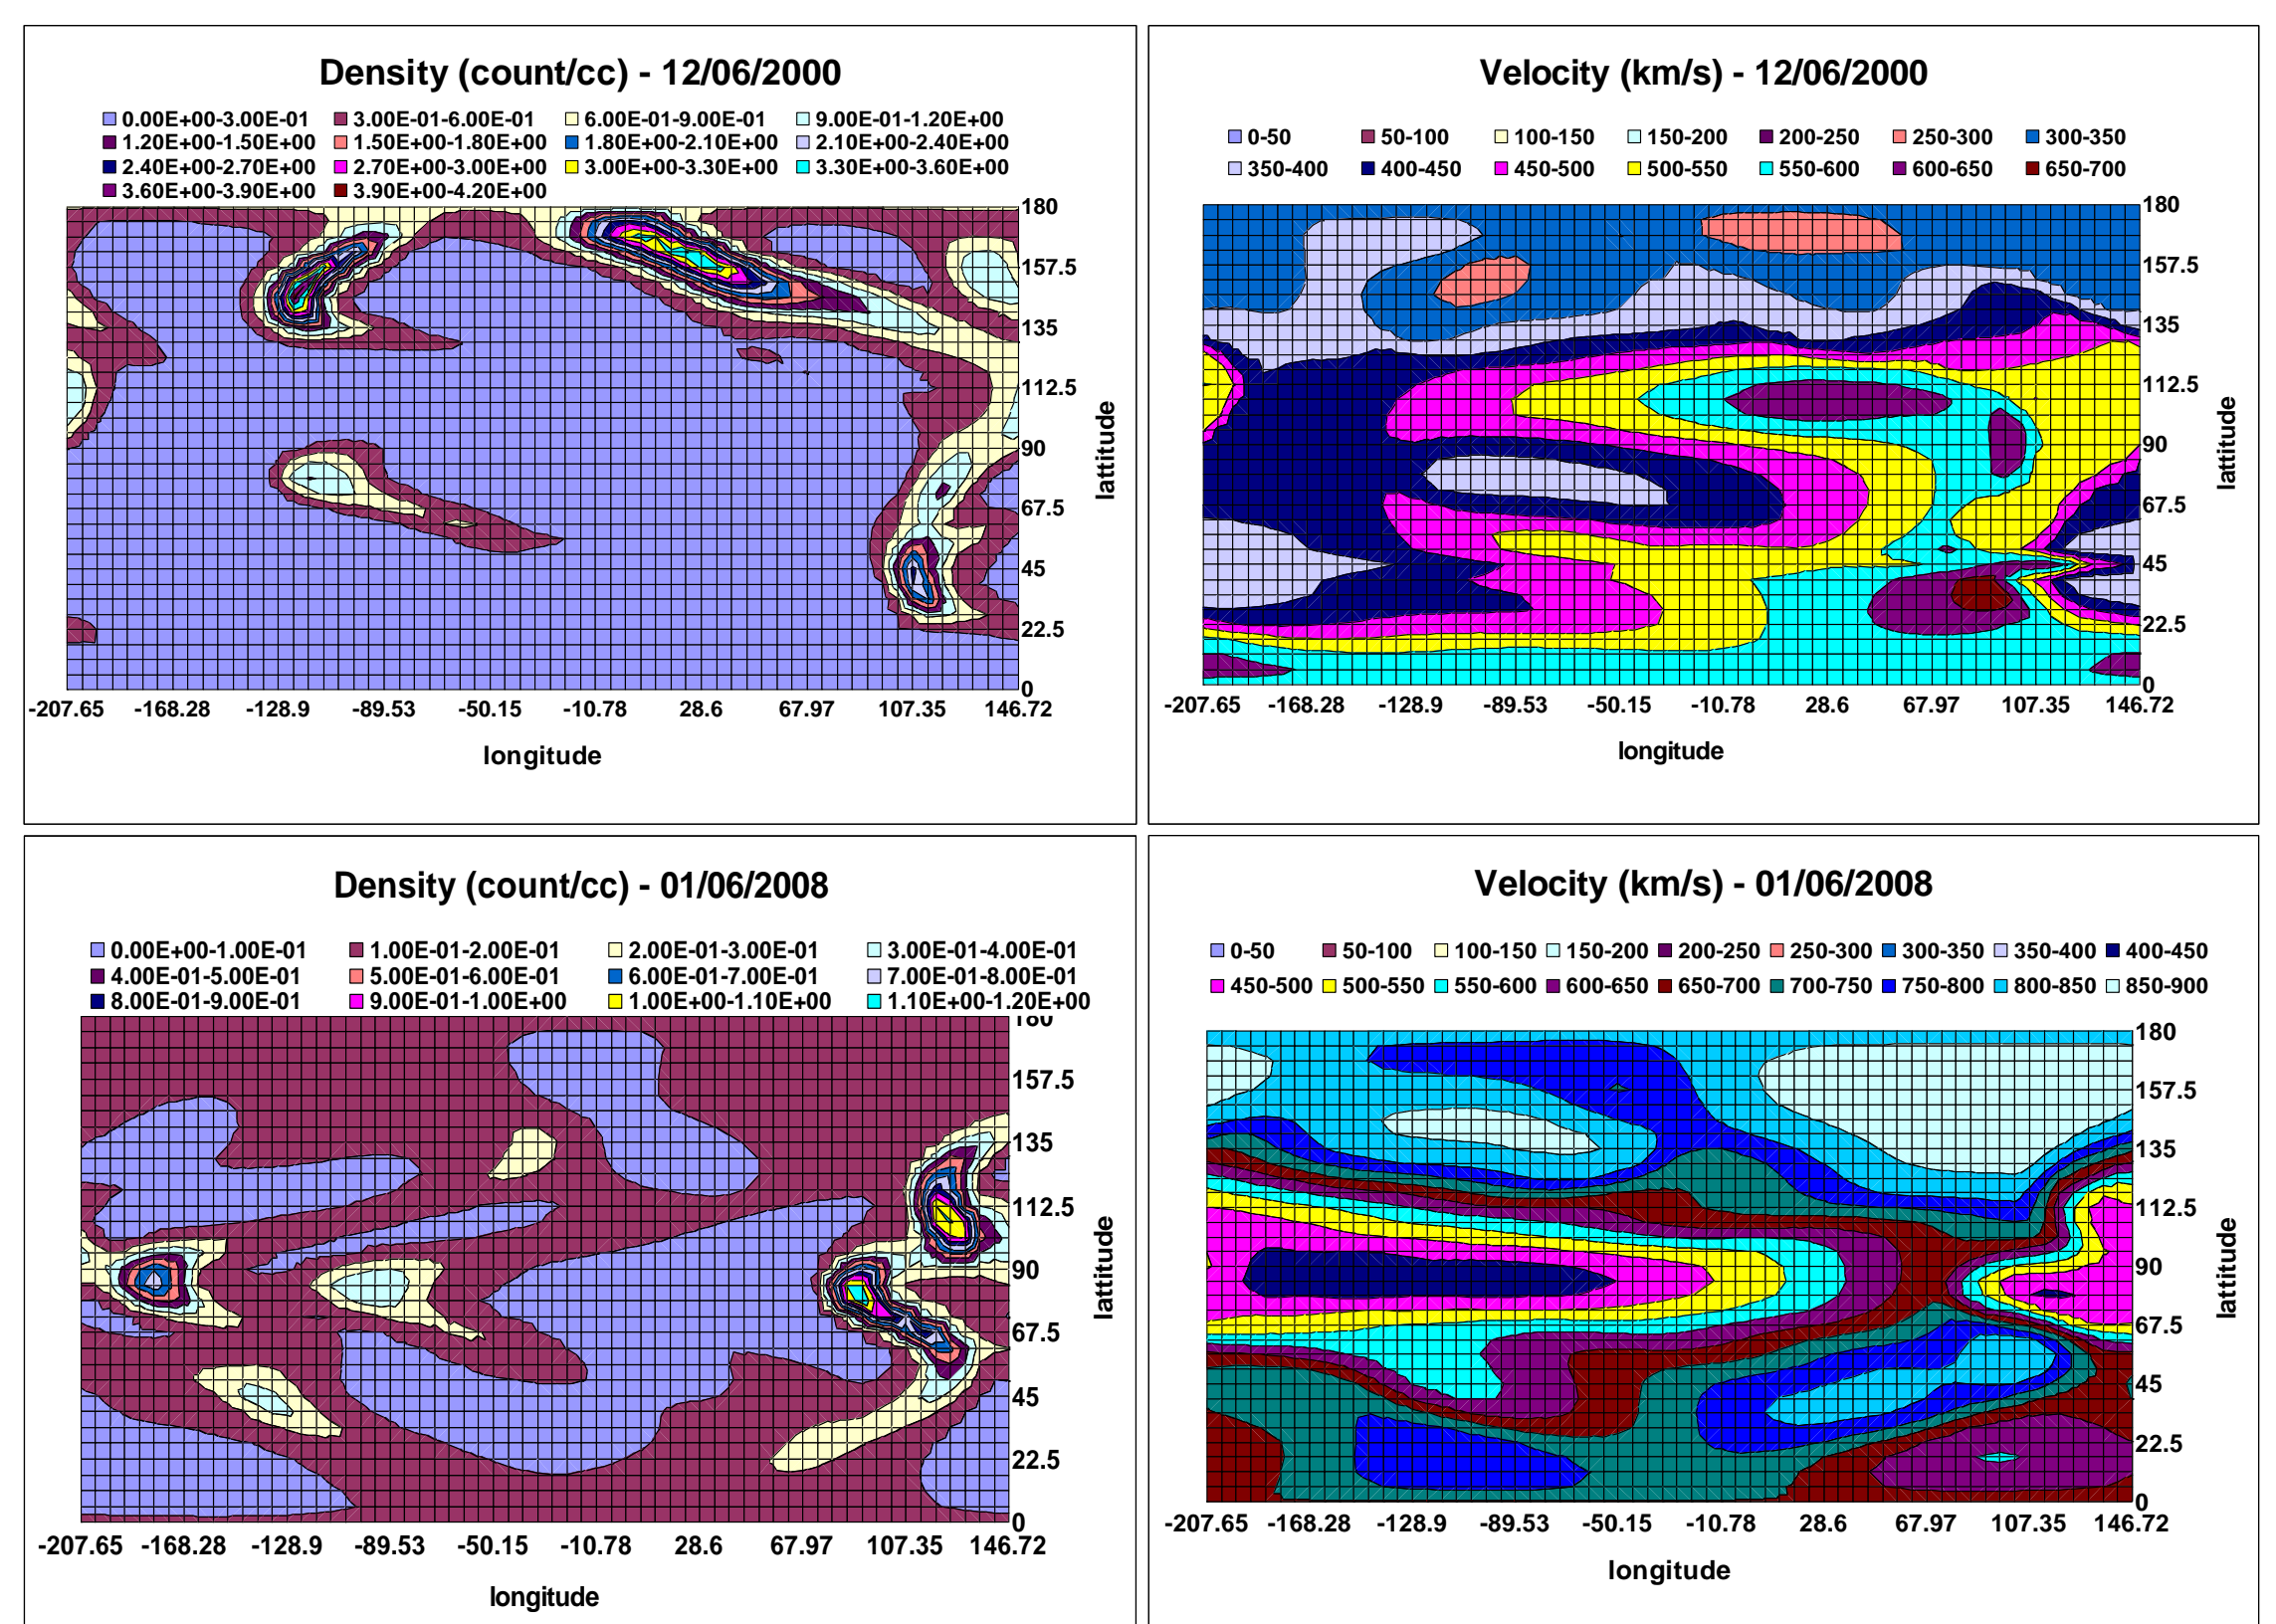 Density (count/cc) - 12/06/2000
0.00E+00-3.00E-01 3.00E-01-6.00E-01 6.00E-01-9.00E-01 9.00E-01-1.20E+00
1.20E+00-1.50E+00 1.50E+00-1.80E+00 1.80E+00-2.10E+00 2.10E+00-2.40E+00
2.40E+00-2.70E+00 2.70E+00-3.00E+00 3.00E+00-3.30E+00 3.30E+00-3.60E+00
3.60E+00-3.90E+00 3.90E+00-4.20E+00
180
157.5
135
112.5
90
67.5
45
22.5
0
lattitude
-207.65 -168.28 -128.9 -89.53 -50.15 -10.78 28.6 67.97 107.35 146.72
longitude
Velocity (km/s) - 12/06/2000
0-50 50-100 100-150 150-200 200-250 250-300 300-350
350-400 400-450 450-500 500-550 550-600 600-650 650-700
180
157.5
135
112.5
90
67.5
45
22.5
0
lattitude
-207.65 -168.28 -128.9 -89.53 -50.15 -10.78 28.6 67.97 107.35 146.72
longitude
Density (count/cc) - 01/06/2008
0.00E+00-1.00E-01 1.00E-01-2.00E-01 2.00E-01-3.00E-01 3.00E-01-4.00E-01
4.00E-01-5.00E-01 5.00E-01-6.00E-01 6.00E-01-7.00E-01 7.00E-01-8.00E-01
8.00E-01-9.00E-01 9.00E-01-1.00E+00 1.00E+00-1.10E+00 1.10E+00-1.20E+00
180
157.5
135
112.5
90
67.5
45
22.5
0
lattitude
-207.65 -168.28 -128.9 -89.53 -50.15 -10.78 28.6 67.97 107.35 146.72
longitude
Velocity (km/s) - 01/06/2008
0-50 50-100 100-150 150-200 200-250 250-300 300-350 350-400 400-450
450-500 500-550 550-600 600-650 650-700 700-750 750-800 800-850 850-900
180
157.5
135
112.5
90
67.5
45
22.5
0
lattitude
-207.65 -168.28 -128.9 -89.53 -50.15 -10.78 28.6 67.97 107.35 146.72
longitude